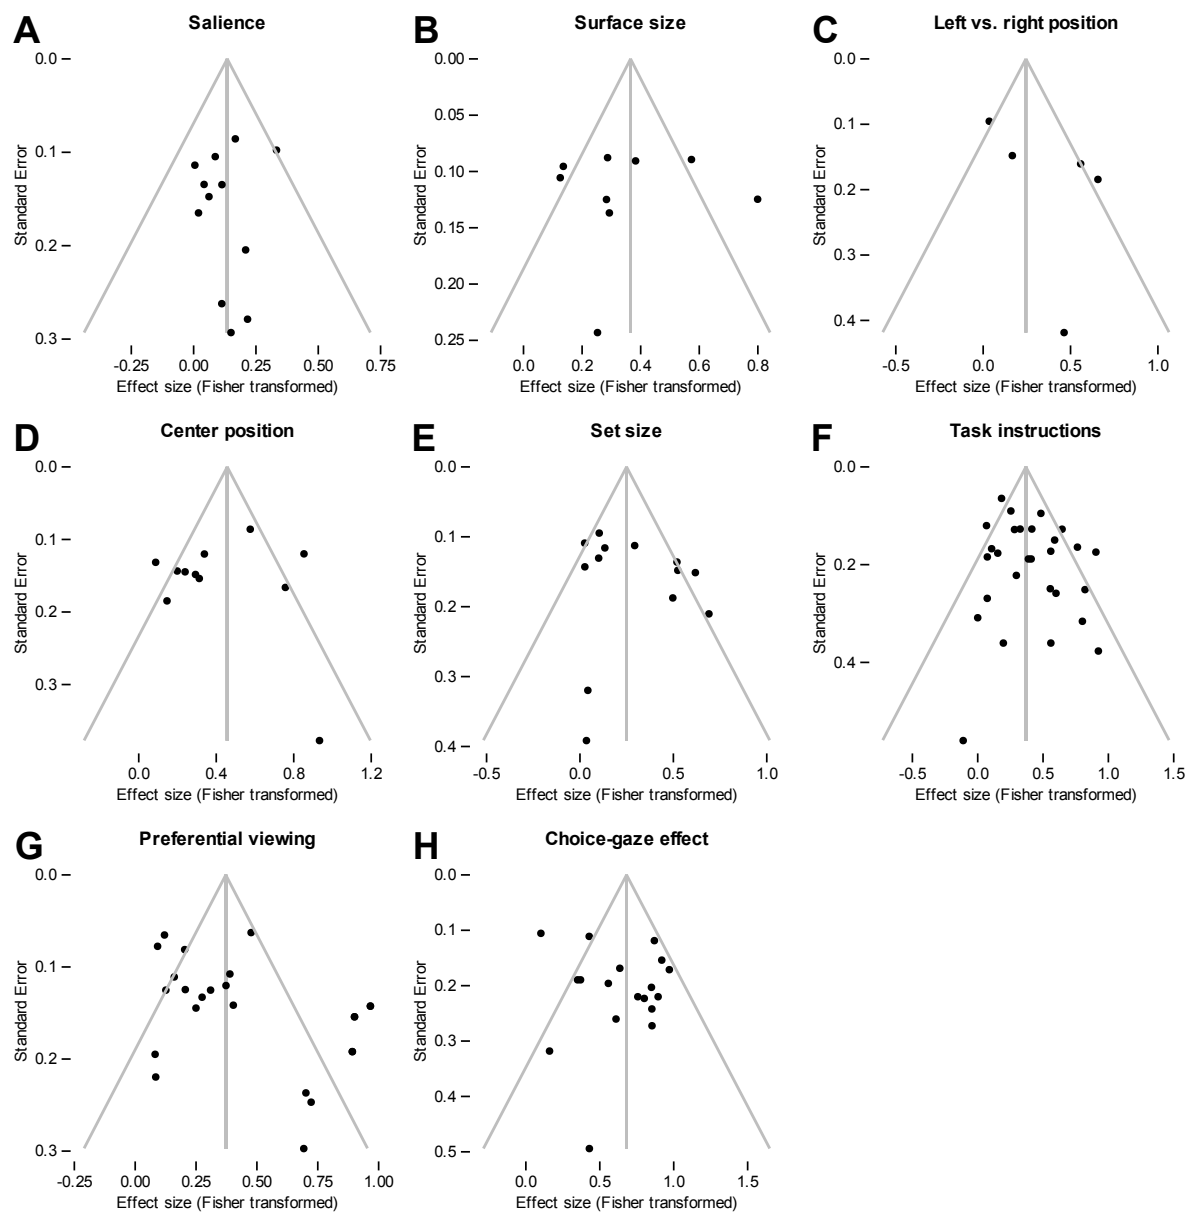 A Salience
0.0
0.1
0.2
0.3
Standard Error
-0.25 0.00 0.25 0.50 0.75
Effect size (Fisher transformed)
B Surface size
0.00
0.05
0.10
0.15
0.20
0.25
Standard Error
0.0 0.2 0.4 0.6 0.8
Effect size (Fisher transformed)
C Left vs. right position
0.0
0.1
0.2
0.3
0.4
Standard Error
-0.5 0.0 0.5 1.0
Effect size (Fisher transformed)
D Center position
0.0
0.1
0.2
0.3
Standard Error
0.0 0.4 0.8 1.2
Effect size (Fisher transformed)
E Set size
0.0
0.1
0.2
0.3
0.4
Standard Error
-0.5 0.0 0.5 1.0
Effect size (Fisher transformed)
F Task instructions
0.0
0.2
0.4
Standard Error
-0.5 0.0 0.5 1.0 1.5
Effect size (Fisher transformed)
G Preferential viewing
0.0
0.1
0.2
0.3
Standard Error
-0.25 0.00 0.25 0.50 0.75 1.00
Effect size (Fisher transformed)
H Choice-gaze effect
0.0
0.1
0.2
0.3
0.4
0.5
Standard Error
0.0 0.5 1.0 1.5
Effect size (Fisher transformed)